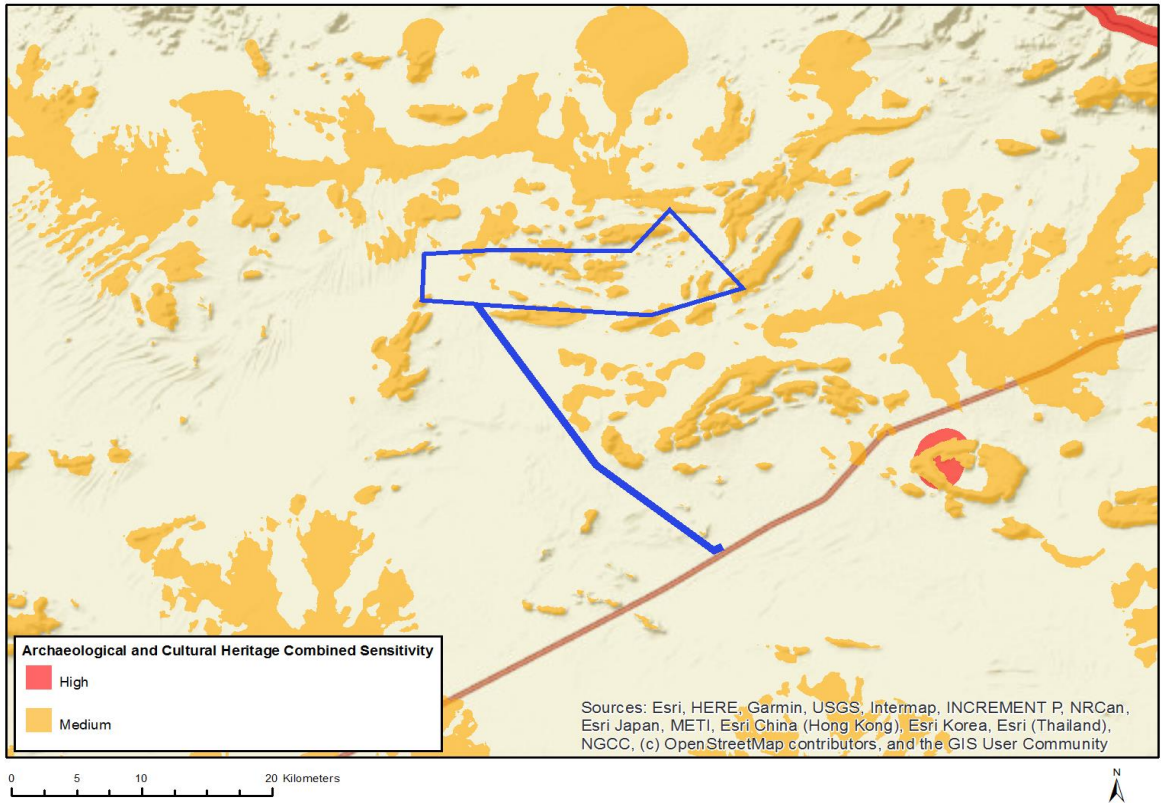 Archaeological and Cultural Heritage Combined Sensitivity
High
Medium
Sources: Esri, HERE, Garmin, USGS, Intermap, INCREMENT P, NRCan,
Esri Japan, METI, Esri China (Hong Kong), Esri Korea, Esri (Thailand),
NGCC, (c) OpenStreetMap contributors, and the GIS User Community
0 5 10 20 Kilometers
N